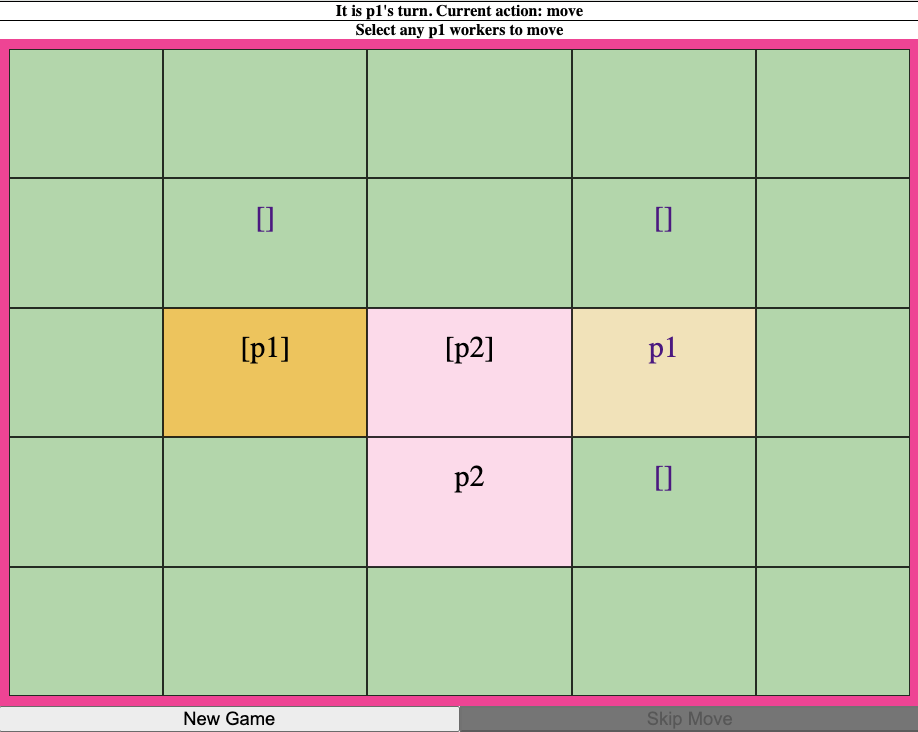 It is p1's turn. Current action: move
Select any p1 workers to move
[] []
[p1] [p2] p1
p2 []
New Game Skip Move